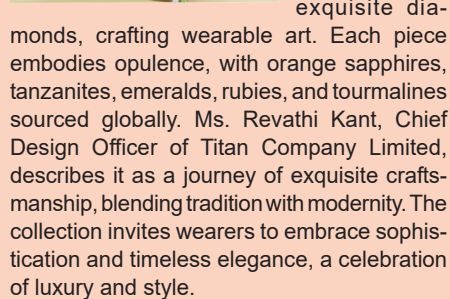 exquisite dia-
monds, crafting wearable art. Each piece
embodies opulence, with orange sapphires,
tanzanites, emeralds, rubies, and tourmalines
sourced globally. Ms. Revathi Kant, Chief
Design Officer of Titan Company Limited,
describes it as a journey of exquisite crafts-
manship, blending tradition with modernity. The
collection invites wearers to embrace sophis-
tication and timeless elegance, a celebration
of luxury and style.